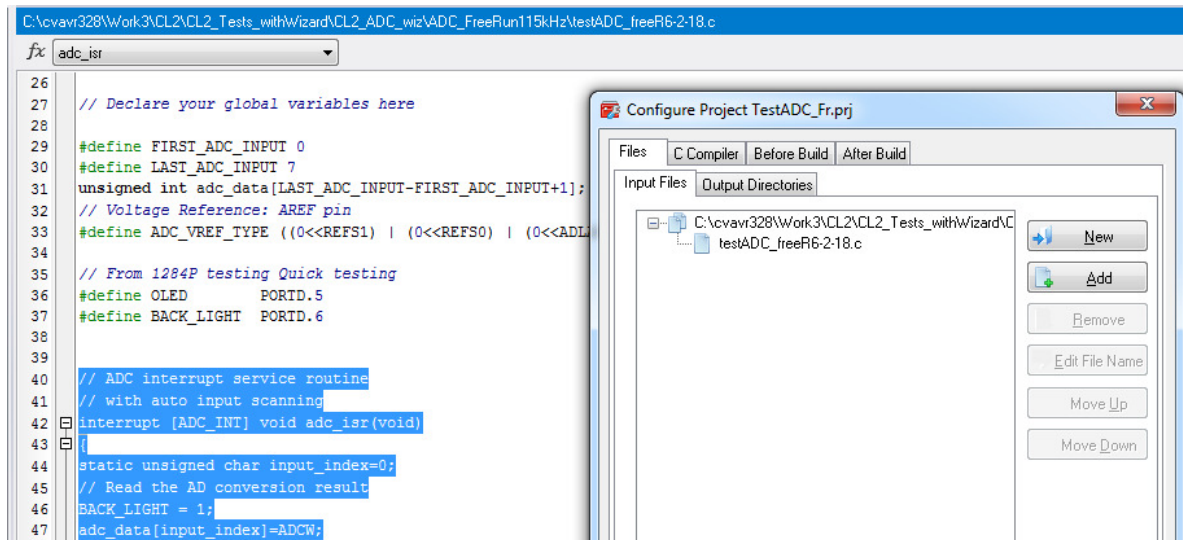 C:\cvavr328\Work3\CL2\CL2_Tests_withWizard\CL2_ADC_wiz\ADC_FreeRun115kHz\testADC_freeR6-2-18.c
fx adc_isr
26
27 // Declare your global variables here
28
29 #define FIRST_ADC_INPUT 0
30 #define LAST_ADC_INPUT 7
31 unsigned int adc_data[LAST_ADC_INPUT-FIRST_ADC_INPUT+1];
32 // Voltage Reference: AREF pin
33 #define ADC_VREF_TYPE ((0<<REFS1) | (0<<REFS0) | (0<<ADL
34
35 // From 1284P testing Quick testing
36 #define OLED PORTD.5
37 #define BACK_LIGHT PORTD.6
38
39
40 // ADC interrupt service routine
41 // with auto input scanning
42 interrupt [ADC_INT] void adc_isr(void)
43 {
44 static unsigned char input_index=0;
45 // Read the AD conversion result
46 BACK_LIGHT = 1;
47 adc_data[input_index]=ADCW;
Configure Project TestADC_Fr.prj
Files C Compiler Before Build After Build
Input Files Output Directories
C:\cvavr328\Work3\CL2\CL2_Tests_withWizard\C
testADC_freeR6-2-18.c
New
Add
Remove
Edit File Name
Move Up
Move Down